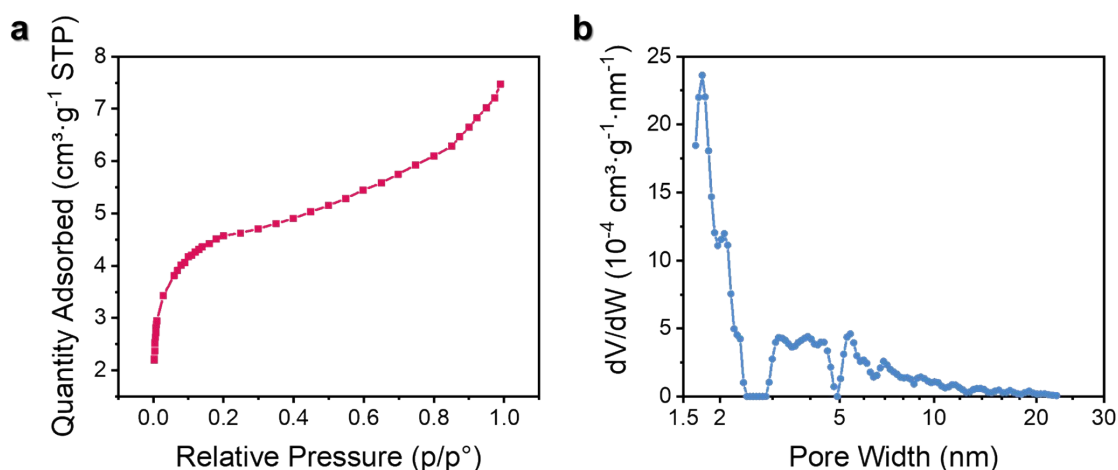 a
Quantity Adsorbed (cm³·g⁻¹ STP)
8
7
6
5
4
3
2
0.0 0.2 0.4 0.6 0.8 1.0
Relative Pressure (p/p°)
b
dV/dW (10⁻⁴ cm³·g⁻¹·nm⁻¹)
25
20
15
10
5
0
1.5 2 5 10 20 30
Pore Width (nm)